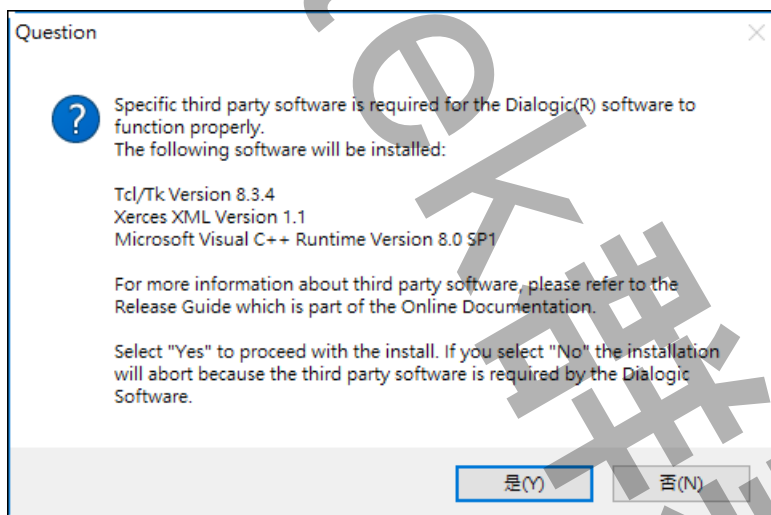 Question
Specific third party software is required for the Dialogic(R) software to
function properly.
The following software will be installed:
Tcl/Tk Version 8.3.4
Xerces XML Version 1.1
Microsoft Visual C++ Runtime Version 8.0 SP1
For more information about third party software, please refer to the
Release Guide which is part of the Online Documentation.
Select "Yes" to proceed with the install. If you select "No" the installation
will abort because the third party software is required by the Dialogic
Software.
是(Y)
否(N)